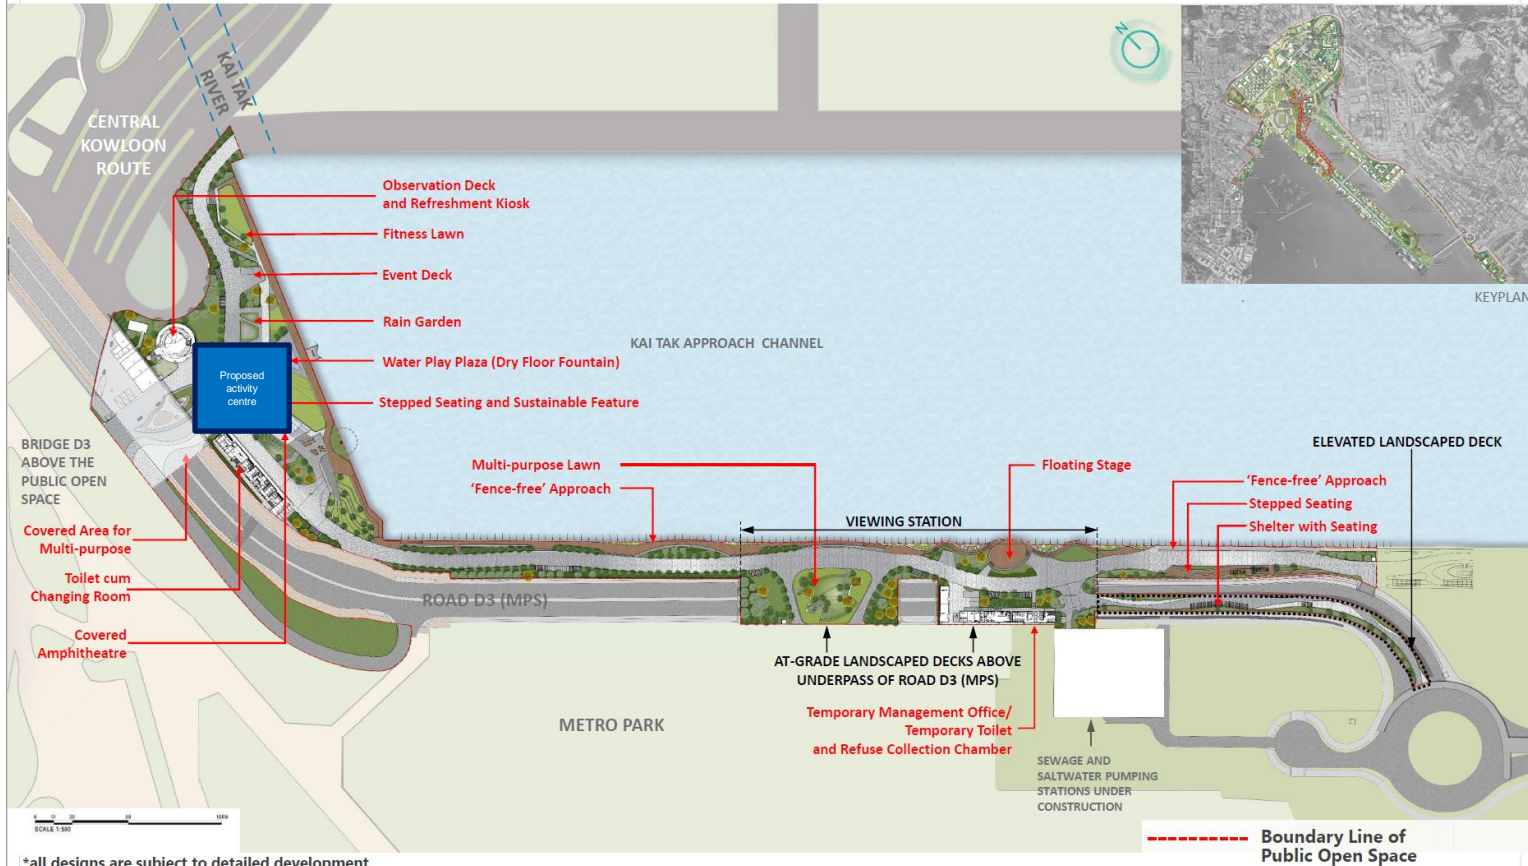 KAI TAK
RIVER
N
CENTRAL
KOWLOON
ROUTE
Observation Deck
and Refreshment Kiosk
Fitness Lawn
Event Deck
Rain Garden
Water Play Plaza (Dry Floor Fountain)
Stepped Seating and Sustainable Feature
KAI TAK APPROACH CHANNEL
KEYPLAN
Proposed
activity
centre
BRIDGE D3
ABOVE THE
PUBLIC OPEN
SPACE
Covered Area for
Multi-purpose
Toilet cum
Changing Room
Covered
Amphitheatre
Multi-purpose Lawn
'Fence-free' Approach
VIEWING STATION
Floating Stage
ELEVATED LANDSCAPED DECK
'Fence-free' Approach
Stepped Seating
Shelter with Seating
ROAD D3 (MPS)
AT-GRADE LANDSCAPED DECKS ABOVE
UNDERPASS OF ROAD D3 (MPS)
Temporary Management Office/
Temporary Toilet
and Refuse Collection Chamber
METRO PARK
SEWAGE AND
SALTWATER PUMPING
STATIONS UNDER
CONSTRUCTION
SCALE 1:500
Boundary Line of
Public Open Space
*all designs are subject to detailed development